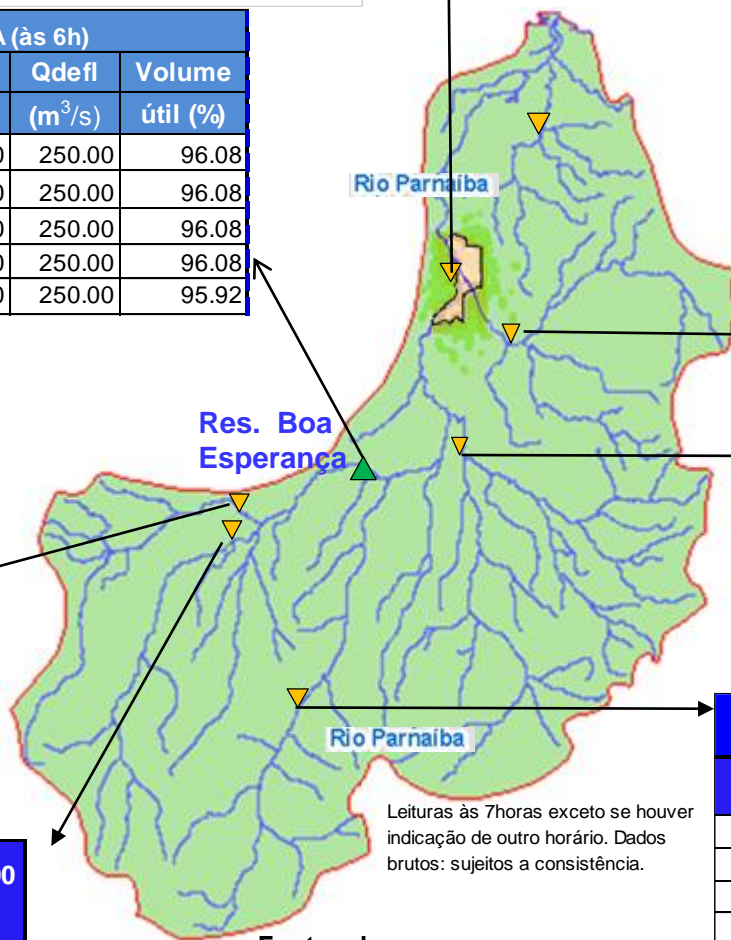 (às 6h)
Qdefl Volume
(m³/s) útil (%)
250.00 96.08
250.00 96.08
250.00 96.08
250.00 96.08
250.00 95.92
Rio Parnaíba
Res. Boa
Esperança
Rio Parnaíba
Leituras às 7horas exceto se houver
indicação de outro horário. Dados
brutos: sujeitos a consistência.